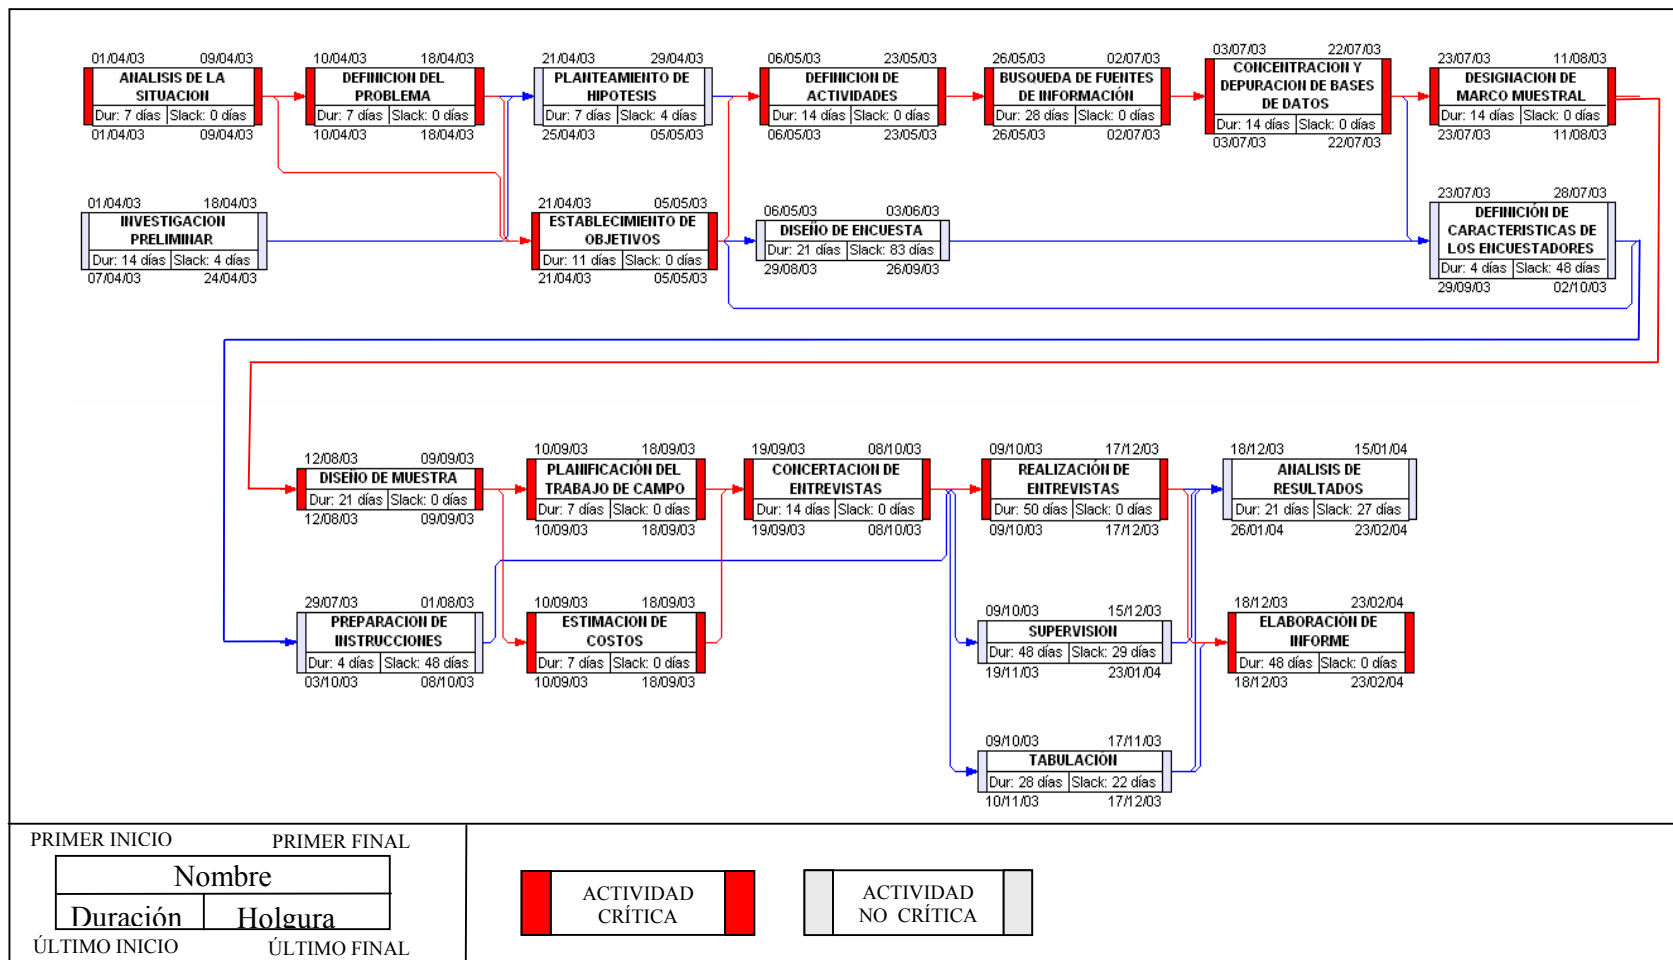 01/04/03 09/04/03
ANALISIS DE LA
SITUACION
Dur: 7 días Slack: 0 días
01/04/03 09/04/03
10/04/03 18/04/03
DEFINICION DEL
PROBLEMA
Dur: 7 días Slack: 0 días
10/04/03 18/04/03
21/04/03 29/04/03
PLANTEAMIENTO DE
HIPOTESIS
Dur: 7 días Slack: 4 días
25/04/03 05/05/03
06/05/03 23/05/03
DEFINICION DE
ACTIVIDADES
Dur: 14 días Slack: 0 días
06/05/03 23/05/03
26/05/03 02/07/03
BUSQUEDA DE FUENTES
DE INFORMACIÓN
Dur: 28 días Slack: 0 días
26/05/03 02/07/03
03/07/03 22/07/03
CONCENTRACION Y
DEPURACION DE BASES
DE DATOS
Dur: 14 días Slack: 0 días
03/07/03 22/07/03
23/07/03 11/08/03
DESIGNACION DE
MARCO MUESTRAL
Dur: 14 días Slack: 0 días
23/07/03 11/08/03
01/04/03 18/04/03
INVESTIGACION
PRELIMINAR
Dur: 14 días Slack: 4 días
07/04/03 24/04/03
21/04/03 05/05/03
ESTABLECIMIENTO DE
OBJETIVOS
Dur: 11 días Slack: 0 días
21/04/03 05/05/03
06/05/03 03/06/03
DISEÑO DE ENCUESTA
Dur: 21 días Slack: 83 días
29/08/03 26/09/03
23/07/03 28/07/03
DEFINICIÓN DE
CARACTERISTICAS DE
LOS ENCUESTADORES
Dur: 4 días Slack: 48 días
29/09/03 02/10/03
12/08/03 09/09/03
DISEÑO DE MUESTRA
Dur: 21 días Slack: 0 días
12/08/03 09/09/03
10/09/03 18/09/03
PLANIFICACIÓN DEL
TRABAJO DE CAMPO
Dur: 7 días Slack: 0 días
10/09/03 18/09/03
19/09/03 08/10/03
CONCERTACION DE
ENTREVISTAS
Dur: 14 días Slack: 0 días
19/09/03 08/10/03
09/10/03 17/12/03
REALIZACIÓN DE
ENTREVISTAS
Dur: 50 días Slack: 0 días
09/10/03 17/12/03
18/12/03 15/01/04
ANALISIS DE
RESULTADOS
Dur: 21 días Slack: 27 días
26/01/04 23/02/04
29/07/03 01/08/03
PREPARACION DE
INSTRUCCIONES
Dur: 4 días Slack: 48 días
03/10/03 08/10/03
10/09/03 18/09/03
ESTIMACION DE
COSTOS
Dur: 7 días Slack: 0 días
10/09/03 18/09/03
09/10/03 15/12/03
SUPERVISION
Dur: 48 días Slack: 29 días
19/11/03 23/01/04
18/12/03 23/02/04
ELABORACIÓN DE
INFORME
Dur: 48 días Slack: 0 días
18/12/03 23/02/04
09/10/03 17/11/03
TABULACIÓN
Dur: 28 días Slack: 22 días
10/11/03 17/12/03
PRIMER INICIO PRIMER FINAL
Nombre
Duración Holgura
ÚLTIMO INICIO ÚLTIMO FINAL
ACTIVIDAD
CRÍTICA
ACTIVIDAD
NO CRÍTICA